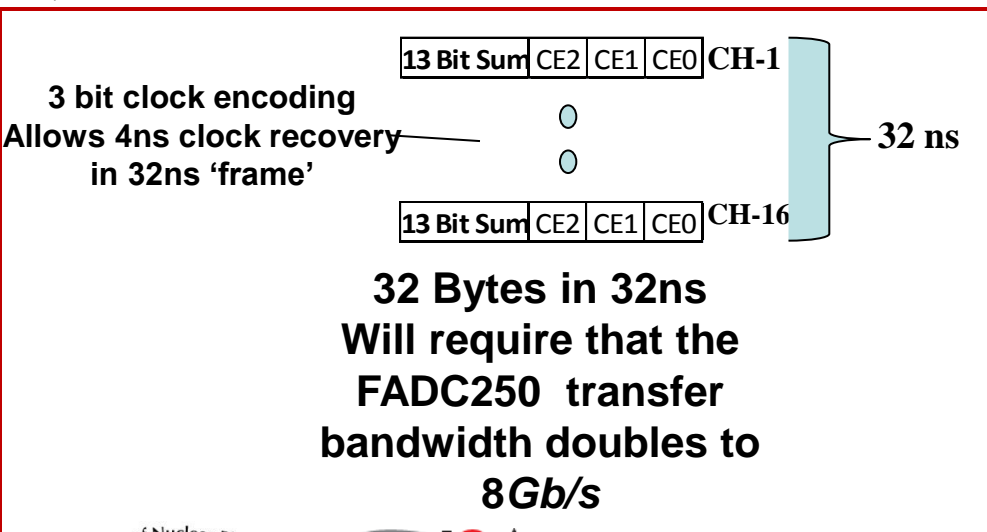 13 Bit Sum CE2 CE1 CE0 CH-1
3 bit clock encoding
Allows 4ns clock recovery
in 32ns ‘frame’
32 ns
13 Bit Sum CE2 CE1 CE0 CH-16
32 Bytes in 32ns
Will require that the
FADC250 transfer
bandwidth doubles to
8Gb/s